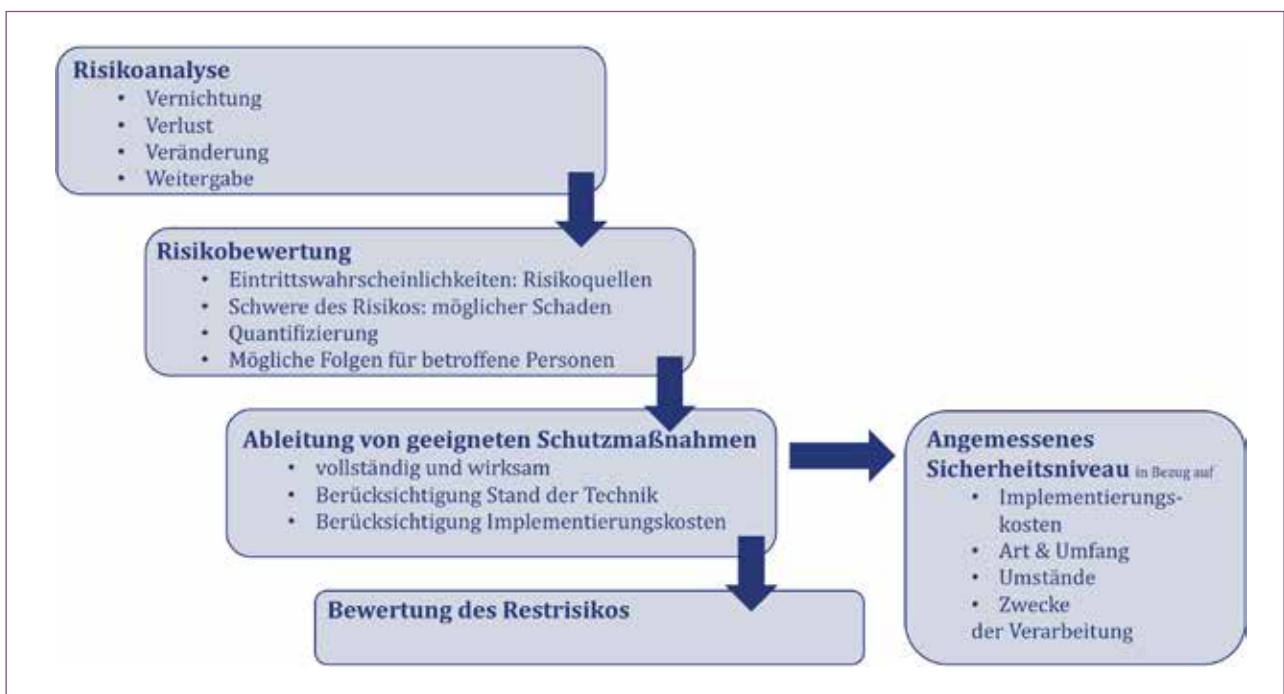 Risikoanalyse
• Vernichtung
• Verlust
• Veränderung
• Weitergabe
Risikobewertung
• Eintrittswahrscheinlichkeiten: Risikoquellen
• Schwere des Risikos: möglicher Schaden
• Quantifizierung
• Mögliche Folgen für betroffene Personen
Ableitung von geeigneten Schutzmaßnahmen
• vollständig und wirksam
• Berücksichtigung Stand der Technik
• Berücksichtigung Implementierungskosten
Angemessenes
Sicherheitsniveau in Bezug auf
• Implementierungs-
kosten
• Art & Umfang
• Umstände
• Zwecke
der Verarbeitung
Bewertung des Restrisikos